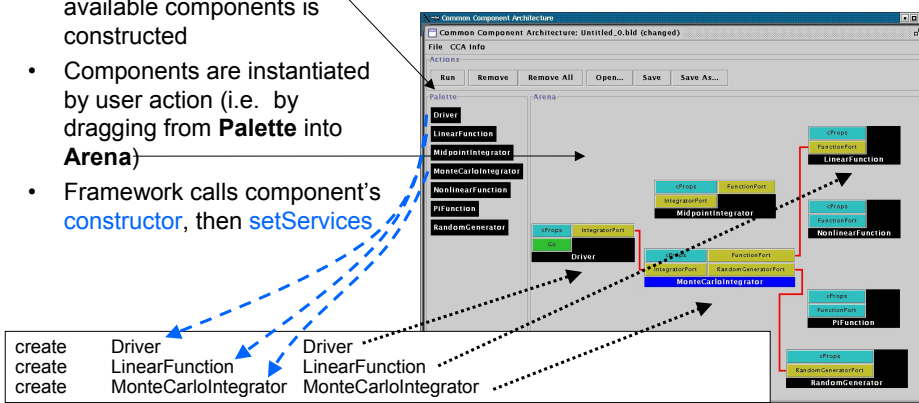 available components is
constructed
• Components are instantiated
by user action (i.e. by
dragging from Palette into
Arena)
• Framework calls component's
constructor, then setServices
Common Component Architecture
Common Component Architecture: Untitled_0.bld (changed)
File CCA Info
Actions
Run Remove Remove All Open... Save Save As...
Palette
Driver
LinearFunction
MidpointIntegrator
MonteCarloIntegrator
NonlinearFunction
PiFunction
RandomGenerator
Arena
cProps
FunctionPort
LinearFunction
cProps FunctionPort
IntegratorPort
MidpointIntegrator
cProps
FunctionPort
NonlinearFunction
cProps IntegratorPort
Go
Driver
cProps FunctionPort
IntegratorPort RandomGeneratorPort
MonteCarloIntegrator
cProps
FunctionPort
PiFunction
cProps
RandomGeneratorPort
RandomGenerator
create Driver Driver
create LinearFunction LinearFunction
create MonteCarloIntegrator MonteCarloIntegrator